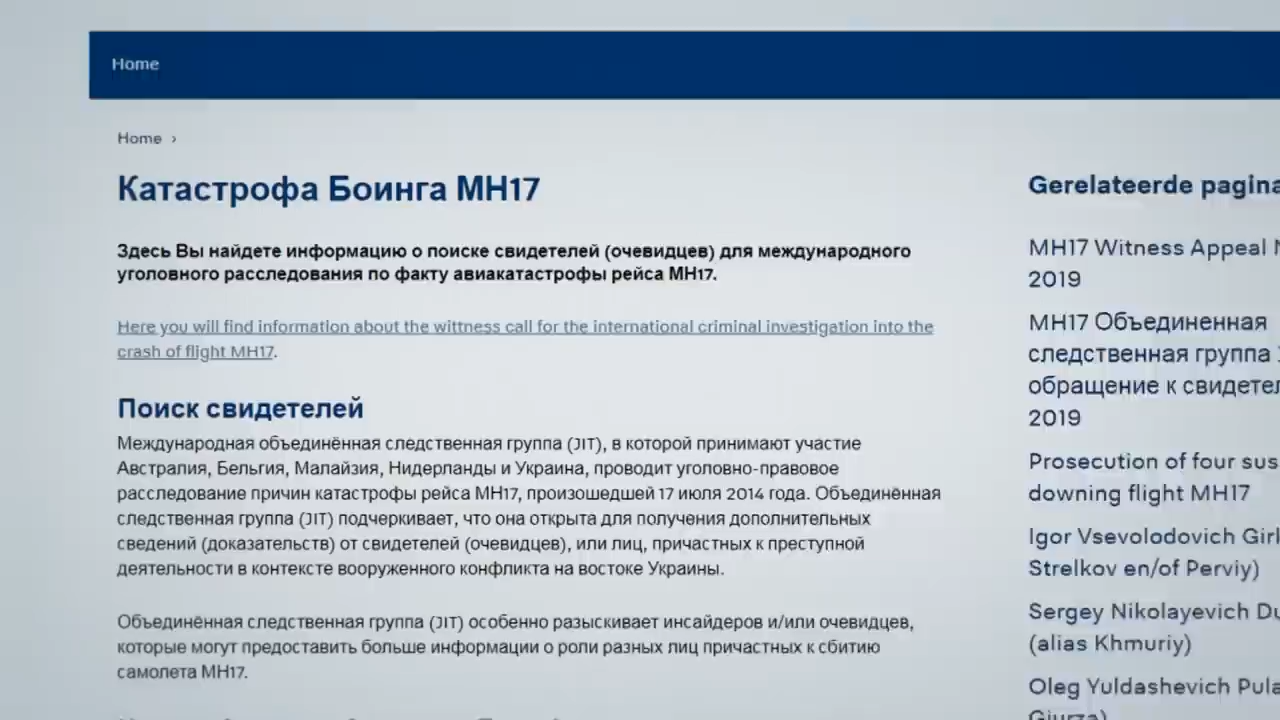 Home
Home ›
Катастрофа Боинга MH17
Здесь Вы найдете информацию о поиске свидетелей (очевидцев) для международного
уголовного расследования по факту авиакатастрофы рейса MH17.
Here you will find information about the wittness call for the international criminal investigation into the
crash of flight MH17.
Поиск свидетелей
Международная объединённая следственная группа (JIT), в которой принимают участие
Австралия, Бельгия, Малайзия, Нидерланды и Украина, проводит уголовно-правовое
расследование причин катастрофы рейса MH17, произошедшей 17 июля 2014 года. Объединённая
следственная группа (JIT) подчеркивает, что она открыта для получения дополнительных
сведений (доказательств) от свидетелей (очевидцев), или лиц, причастных к преступной
деятельности в контексте вооруженного конфликта на востоке Украины.
Объединённая следственная группа (JIT) особенно разыскивает инсайдеров и/или очевидцев,
которые могут предоставить больше информации о роли разных лиц причастных к сбитию
самолета MH17.
Gerelateerde
MH17 Witness Appeal
2019
MH17 Объединенная
следственная группа
обращение к
2019
Prosecution of four
downing flight MH17
Igor Vsevolodovich
Strelkov en/of Perviy)
Sergey Nikolayevich
(alias Khmuriy)
Oleg Yuldashevich